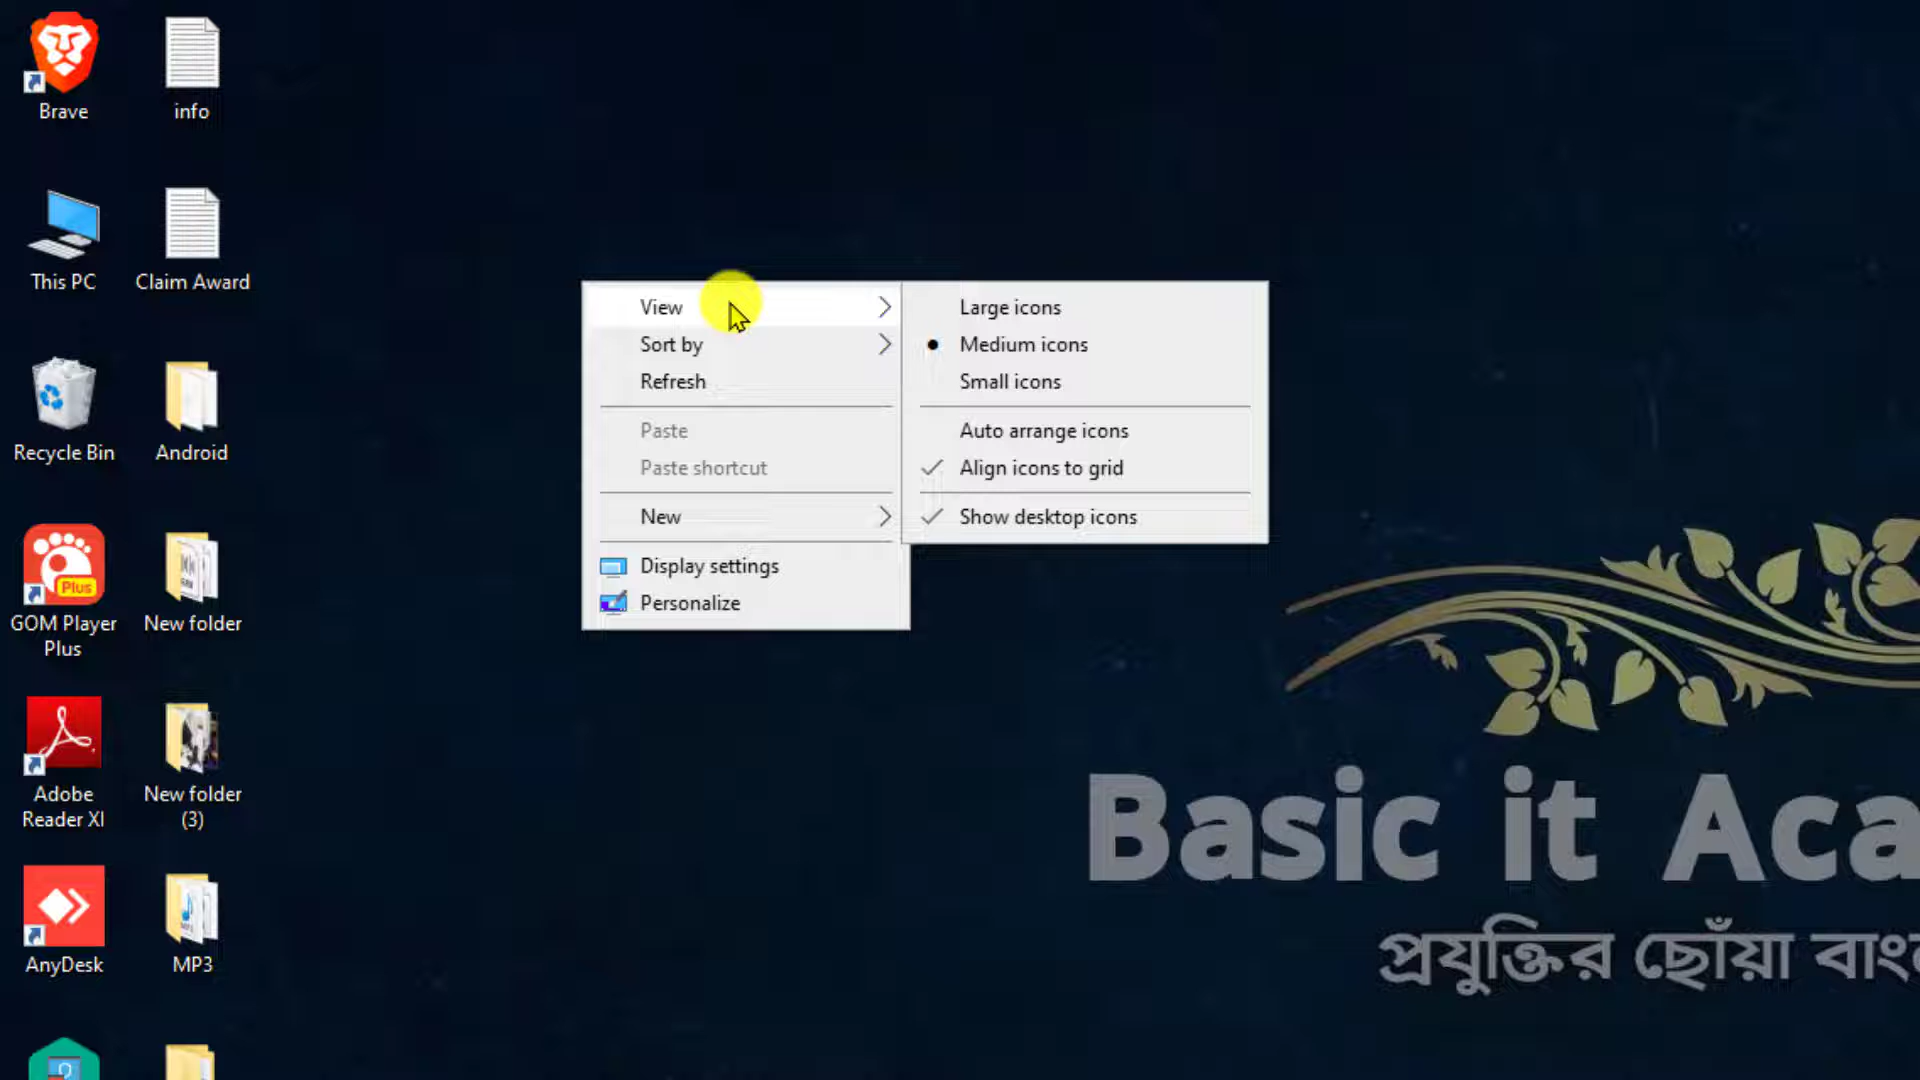 Brave
info
This PC
Claim Award
Recycle Bin
Android
GOM Player
Plus
New folder
Adobe
Reader XI
New folder
(3)
AnyDesk
MP3
View
Sort by
Refresh
Paste
Paste shortcut
New
Display settings
Personalize
Large icons
Medium icons
Small icons
Auto arrange icons
Align icons to grid
Show desktop icons
Plus
Basic it Aca
প্রযুক্তির ছোঁয়া বাং